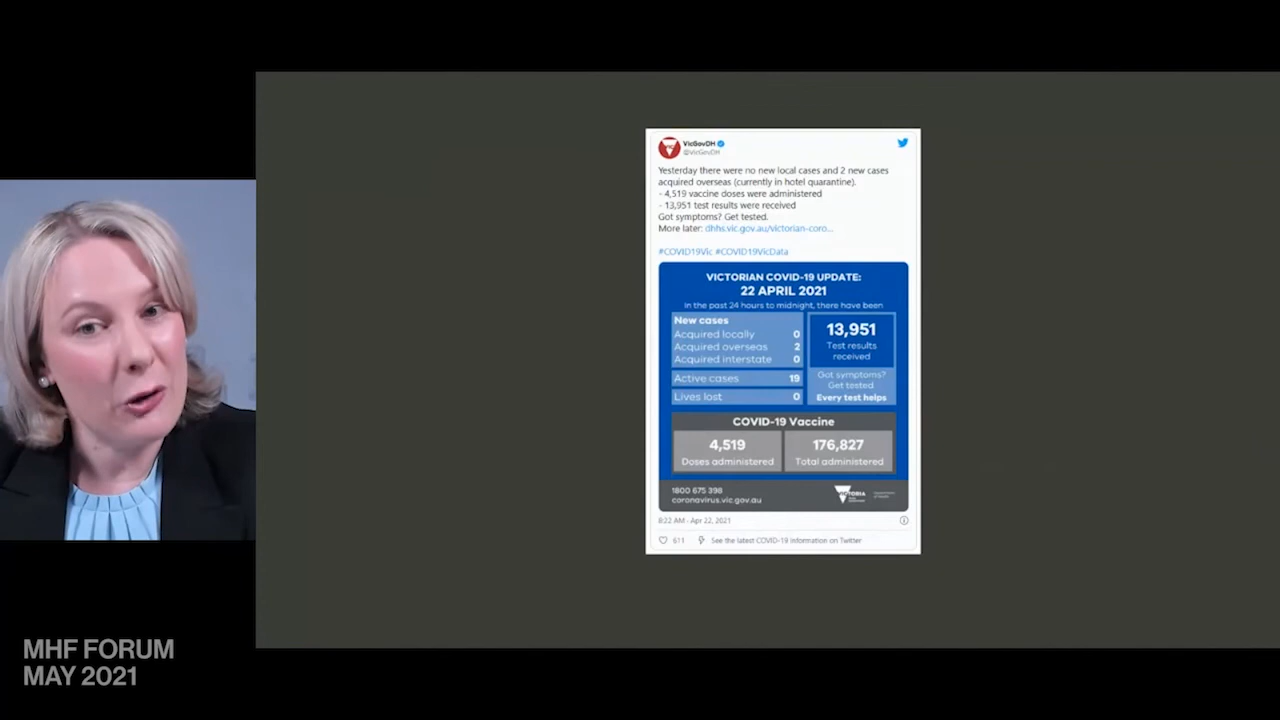 VicGovDH
@VicGovDH
Yesterday there were no new local cases and 2 new cases
acquired overseas (currently in hotel quarantine).
- 4,519 vaccine doses were administered
- 13,951 test results were received
Got symptoms? Get tested.
More later: dhhs.vic.gov.au/victorian-coro...
#COVID19Vic #COVID19VicData
VICTORIAN COVID-19 UPDATE:
22 APRIL 2021
In the past 24 hours to midnight, there have been
New cases
Acquired locally 0
Acquired overseas 2
Acquired interstate 0
Active cases 19
Lives lost 0
13,951
Test results
received
Got symptoms?
Get tested
Every test helps
COVID-19 Vaccine
4,519
Doses administered
176,827
Total administered
1800 675 398
coronavirus.vic.gov.au
VICTORIA
8:22 AM · Apr 22, 2021
611
See the latest COVID-19 information on Twitter
MHF FORUM
MAY 2021